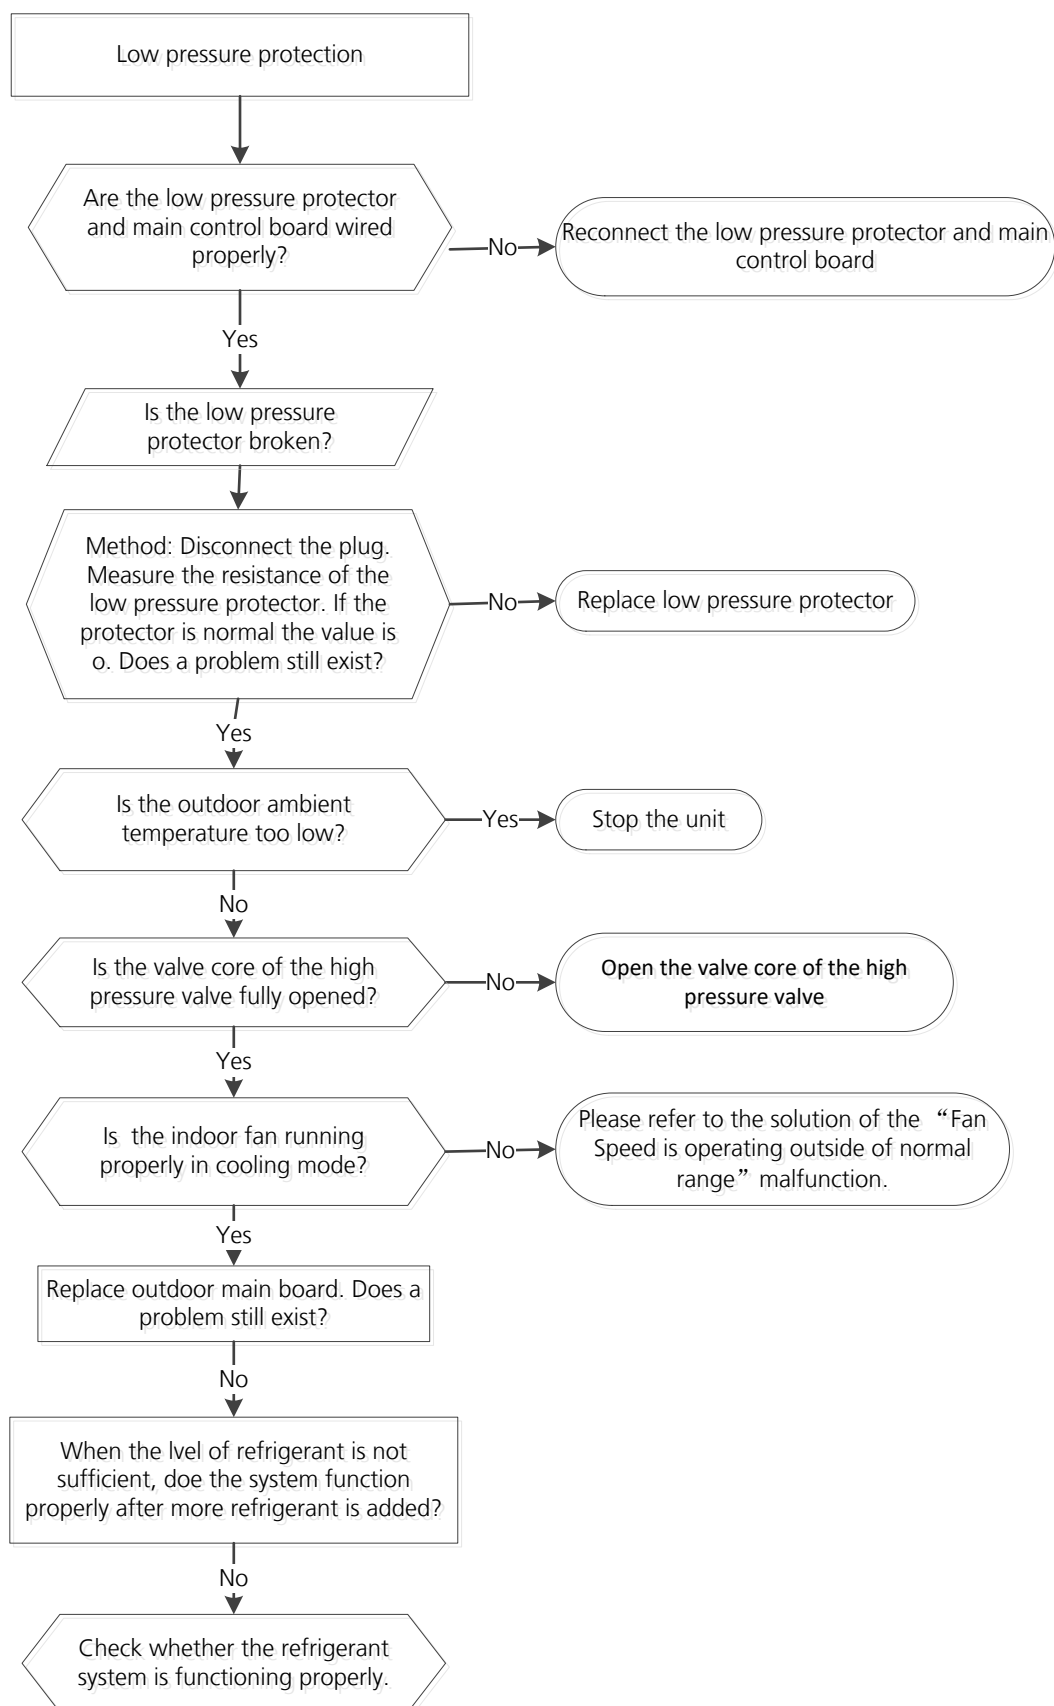 Low pressure protection
Are the low pressure protector
and main control board wired
properly?
No
Reconnect the low pressure protector and main
control board
Yes
Is the low pressure
protector broken?
Method: Disconnect the plug.
Measure the resistance of the
low pressure protector. If the
protector is normal the value is
o. Does a problem still exist?
No
Replace low pressure protector
Yes
Is the outdoor ambient
temperature too low?
Yes
Stop the unit
No
Is the valve core of the high
pressure valve fully opened?
No
Open the valve core of the high
pressure valve
Yes
Is the indoor fan running
properly in cooling mode?
No
Please refer to the solution of the “Fan
Speed is operating outside of normal
range” malfunction.
Yes
Replace outdoor main board. Does a
problem still exist?
No
When the lvel of refrigerant is not
sufficient, doe the system function
properly after more refrigerant is added?
No
Check whether the refrigerant
system is functioning properly.